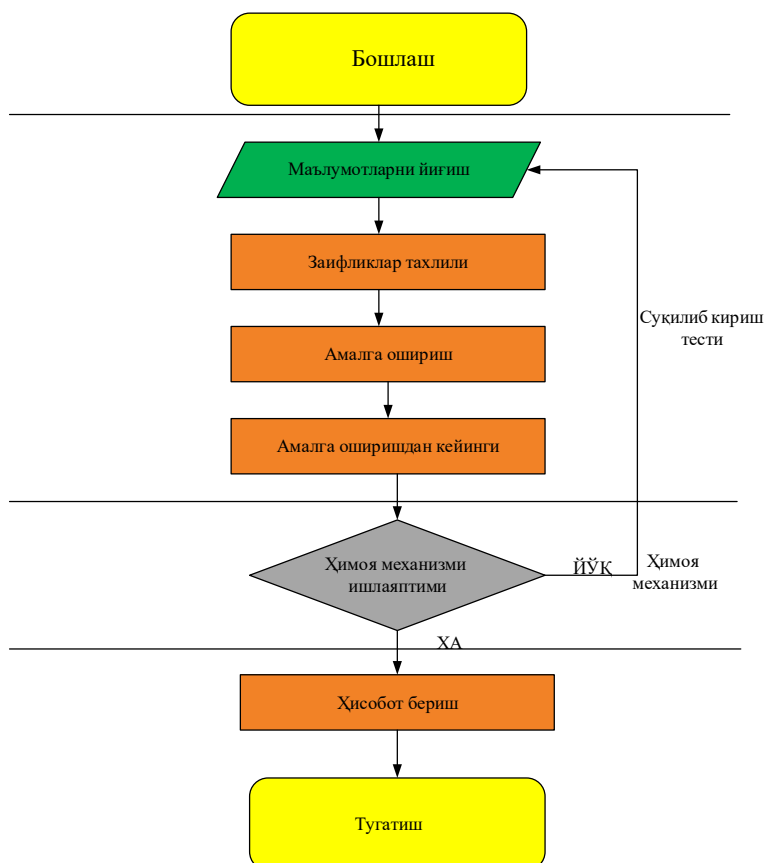 Бошлаш
Маълумотларни йиғиш
Заифликлар тахлили
Суқилиб кириш
тести
Амалга ошириш
Амалга оширишдан кейинги
Ҳимоя механизми
ишлаяптими
ЙЎҚ
Ҳимоя
механизми
ХА
Ҳисобот бериш
Тугатиш